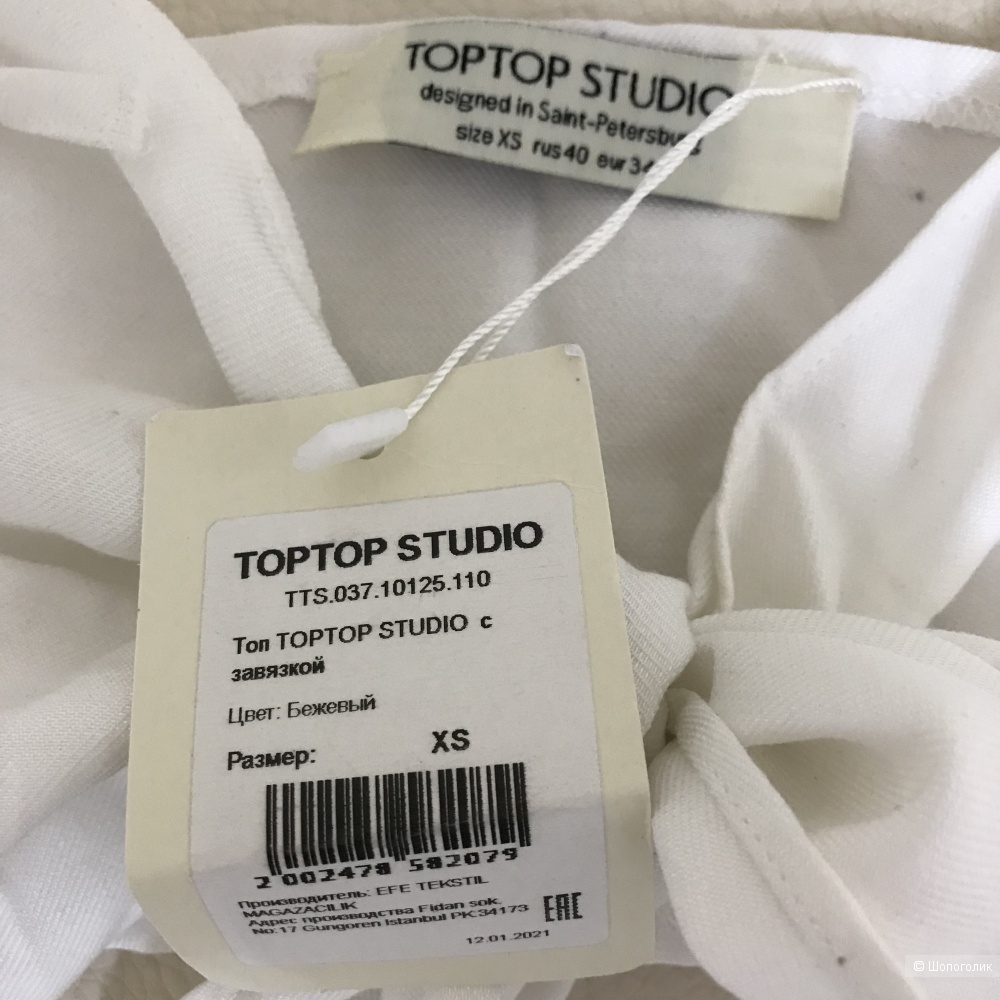 TOPTOP STUDIO
designed in Saint-Petersburg
size XS rus 40 eur 34
TOPTOP STUDIO
TTS.037.10125.110
Топ TOPTOP STUDIO с
завязкой
Цвет: Бежевый
Размер: XS
2 002478 582079
Производитель: EFE TEKSTIL
MAGAZACILIK
Адрес производства Fidan sok.
No:17 Gungoren Istanbul PK:34173
EAC
12.01.2021
© Шопоголик